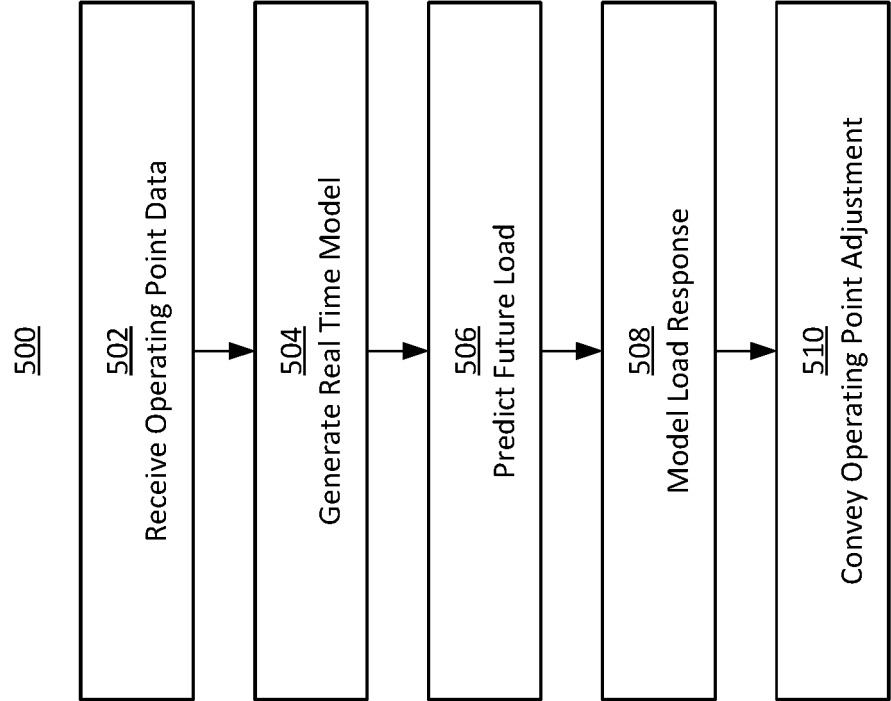 500
502
Receive Operating Point Data
504
Generate Real Time Model
506
Predict Future Load
508
Model Load Response
510
Convey Operating Point Adjustment